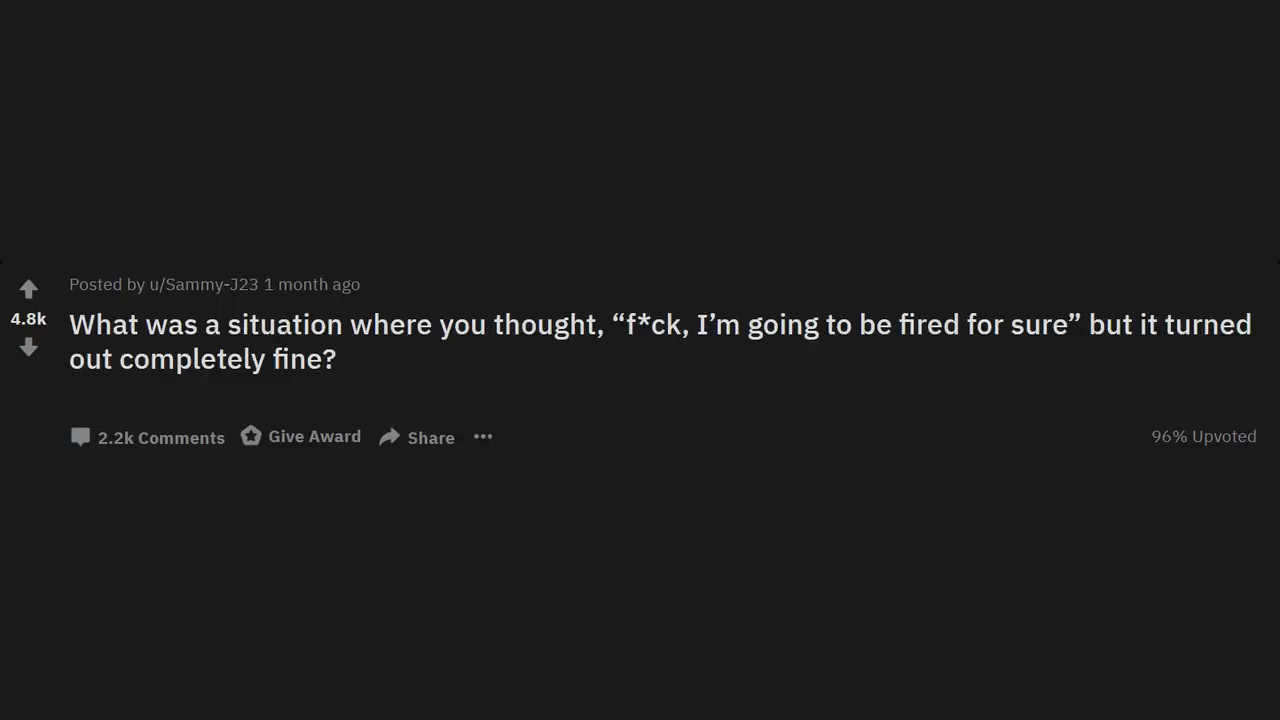 Posted by u/Sammy-J23 1 month ago
4.8k
What was a situation where you thought, “f*ck, I’m going to be fired for sure” but it turned
out completely fine?
2.2k Comments Give Award Share ••• 96% Upvoted